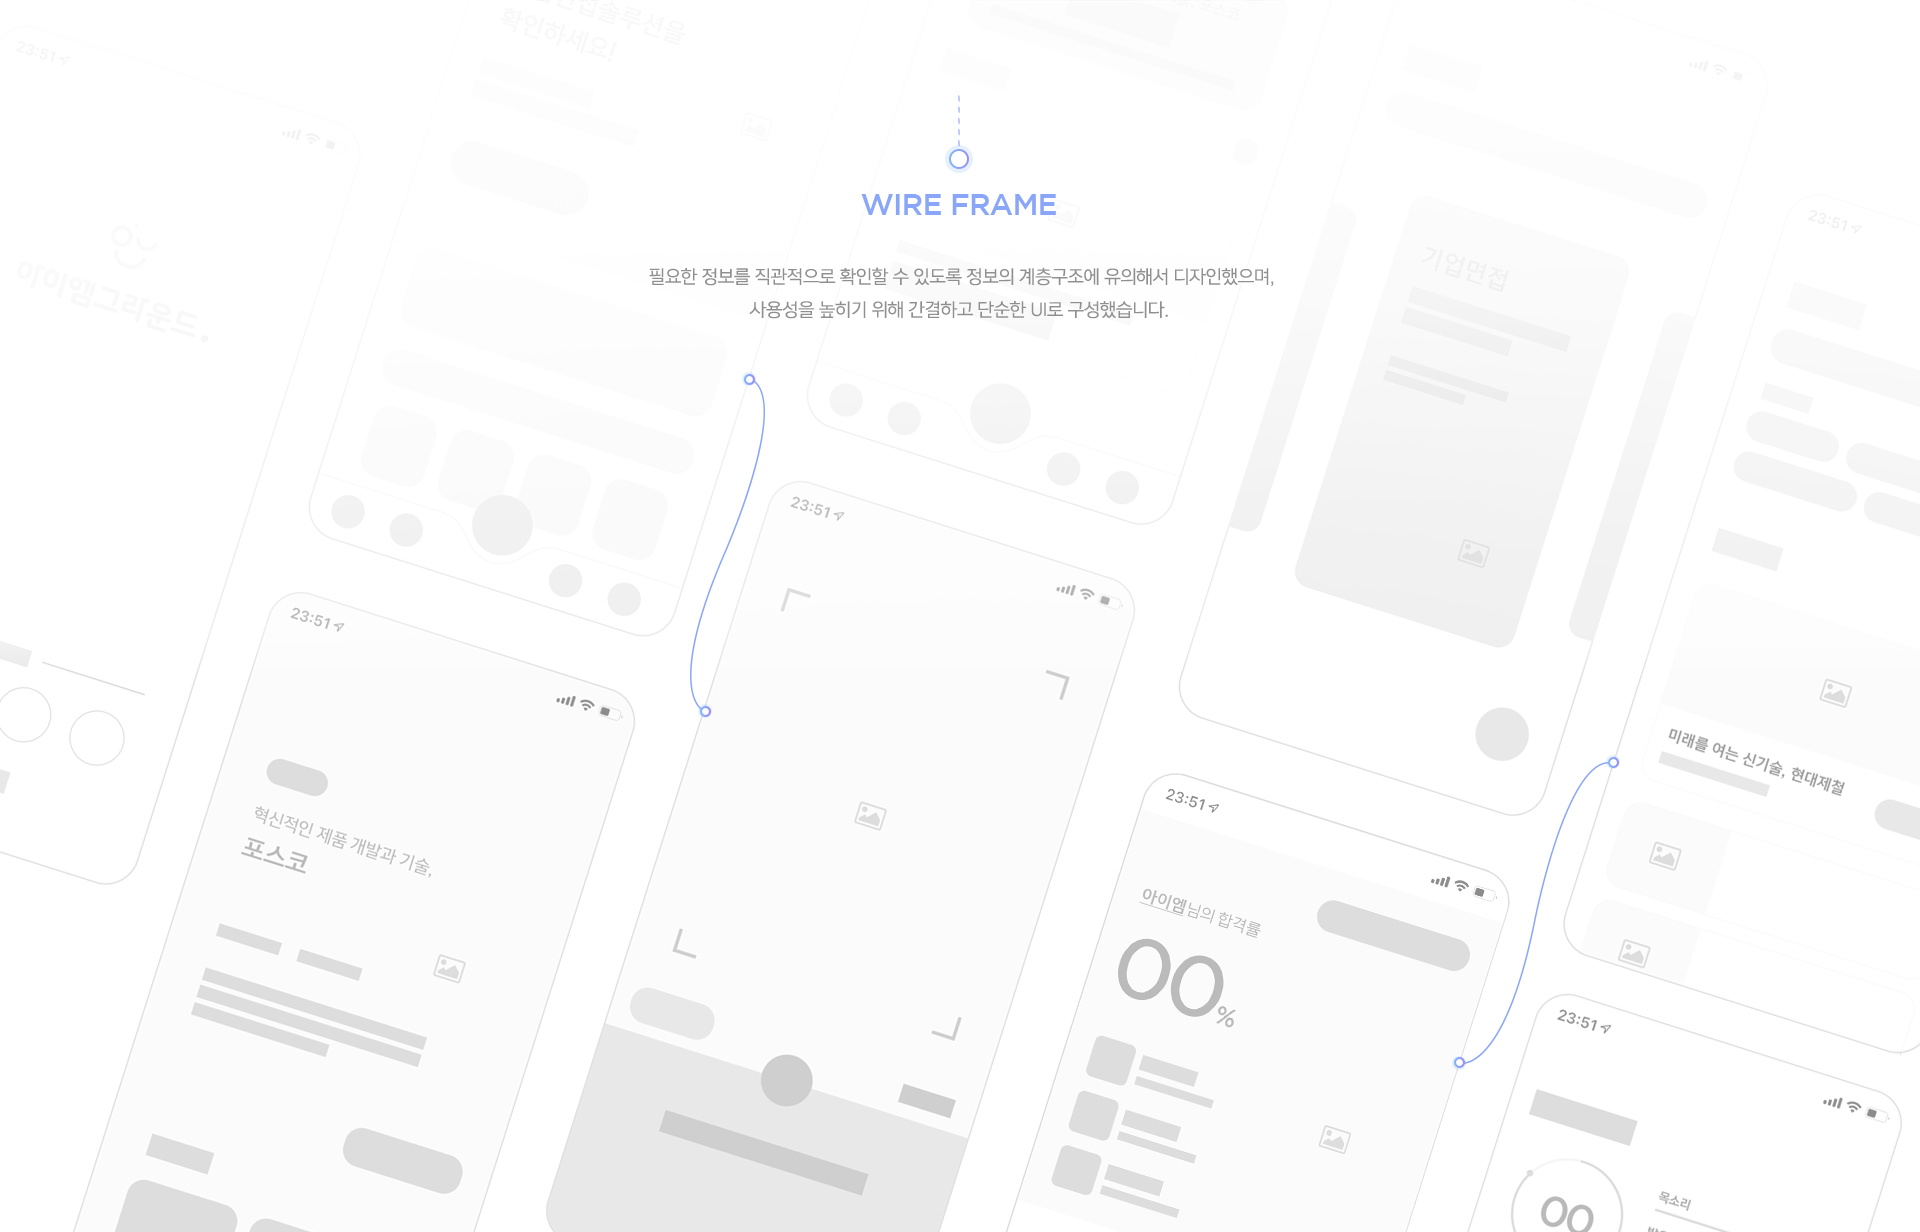 확인하세요!
23:51
WIRE FRAME
필요한 정보를 직관적으로 확인할 수 있도록 정보의 계층구조에 유의해서 디자인했으며,
사용성을 높히기 위해 간결하고 단순한 UI로 구성했습니다.
아이엠그라운드.
기업면접
23:51
23:51
23:51
미래를 여는 신기술, 현대제철
23:51
혁신적인 제품 개발과 기술,
포스코
아이엠님의 합격률
00%
23:51
목소리
00